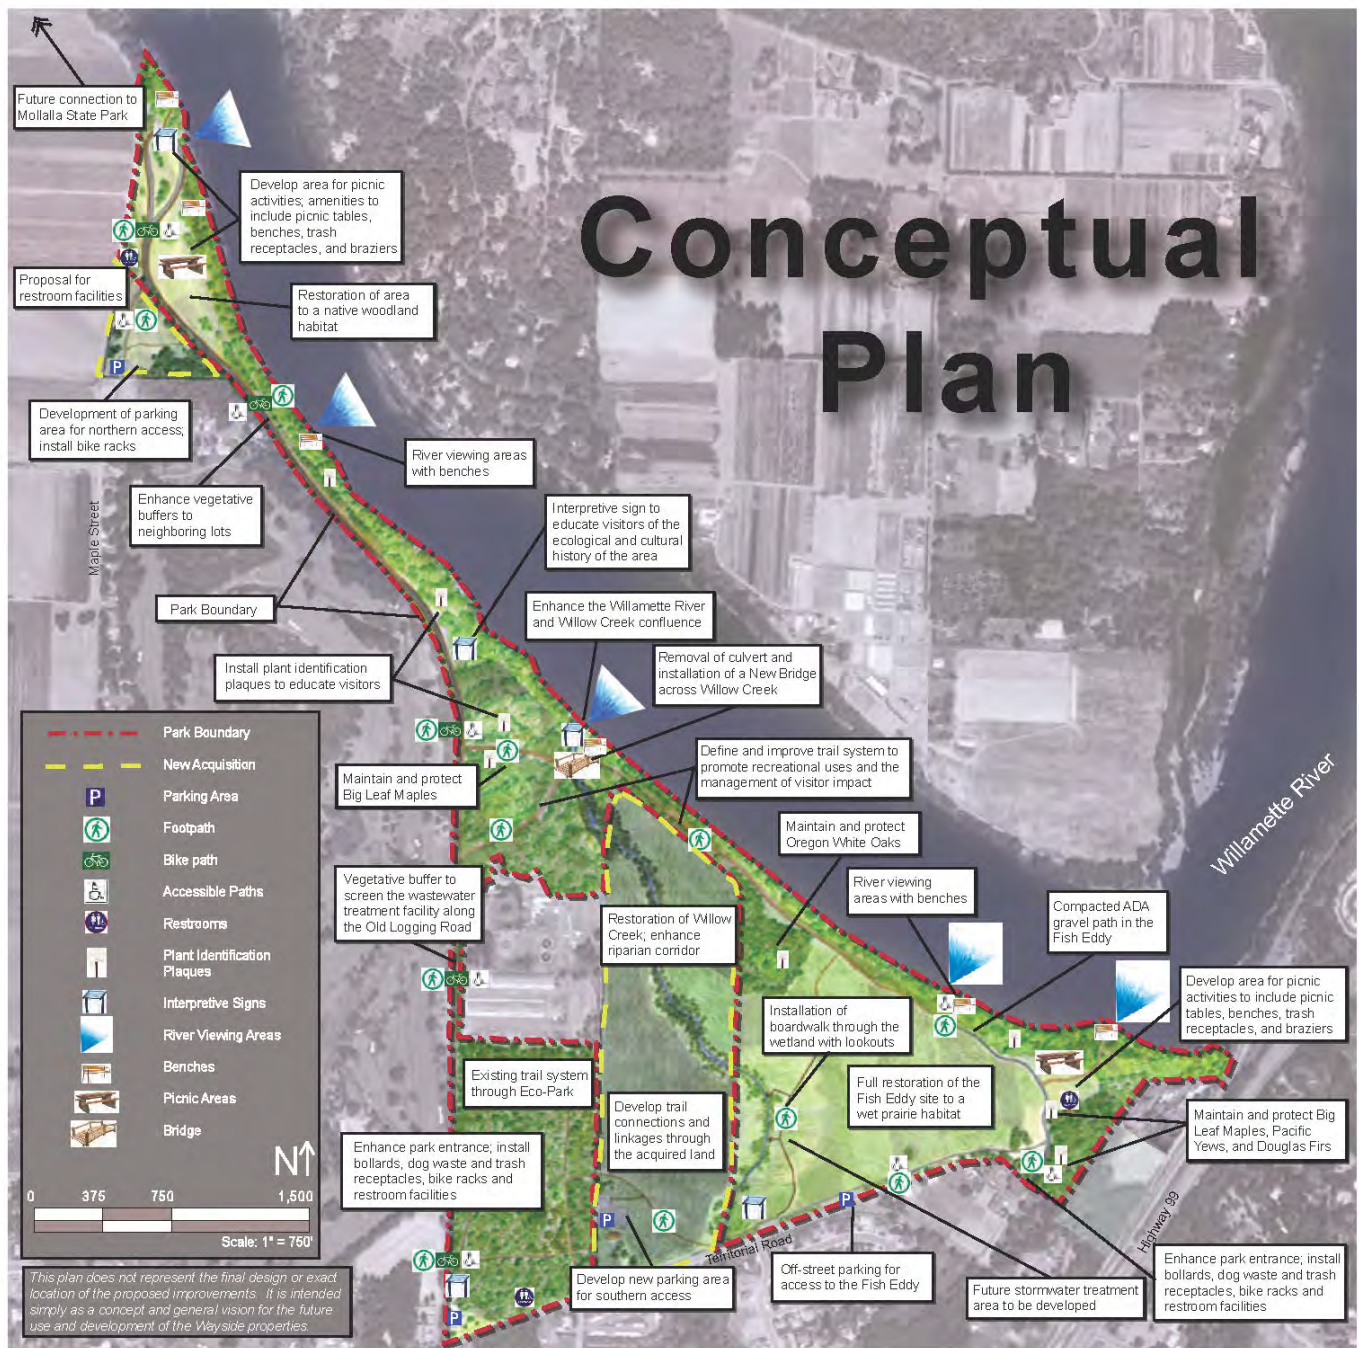 Conceptual
Plan
Future connection to
Mollalla State Park
Develop area for picnic
activities; amenities to
include picnic tables,
benches, trash
receptacles, and braziers
Proposal for
restroom facilities
Restoration of area
to a native woodland
habitat
P
Development of parking
area for northern access;
install bike racks
River viewing areas
with benches
Enhance vegetative
buffers to
neighboring lots
Maple Street
Interpretive sign to
educate visitors of the
ecological and cultural
history of the area
Park Boundary
Enhance the Willamette River
and Willow Creek confluence
Install plant identification
plaques to educate visitors
Removal of culvert and
installation of a New Bridge
across Willow Creek
Define and improve trail system to
promote recreational uses and the
management of visitor impact
Maintain and protect
Big Leaf Maples
Maintain and protect
Oregon White Oaks
Willamette River
Vegetative buffer to
screen the wastewater
treatment facility along
the Old Logging Road
River viewing
areas with benches
Compacted ADA
gravel path in the
Fish Eddy
Restoration of Willow
Creek; enhance
riparian corridor
Develop area for picnic
activities to include picnic
tables, benches, trash
receptacles, and braziers
Installation of
boardwalk through the
wetland with lookouts
Existing trail system
through Eco-Park
Full restoration of the
Fish Eddy site to a
wet prairie habitat
Develop trail
connections and
linkages through
the acquired land
Maintain and protect Big
Leaf Maples, Pacific
Yews, and Douglas Firs
Enhance park entrance; install
bollards, dog waste and trash
receptacles, bike racks and
restroom facilities
P
P
P
Territorial Road
Highway 99
Develop new parking area
for southern access
Off-street parking for
access to the Fish Eddy
Future stormwater treatment
area to be developed
Enhance park entrance; install
bollards, dog waste and trash
receptacles, bike racks and
restroom facilities
Park Boundary
New Acquisition
P Parking Area
Footpath
Bike path
Accessible Paths
Restrooms
Plant Identification
Plaques
Interpretive Signs
River Viewing Areas
Benches
Picnic Areas
Bridge
N
0 375 750 1,500
Scale: 1" = 750'
This plan does not represent the final design or exact
location of the proposed improvements. It is intended
simply as a concept and general vision for the future
use and development of the Wayside properties.